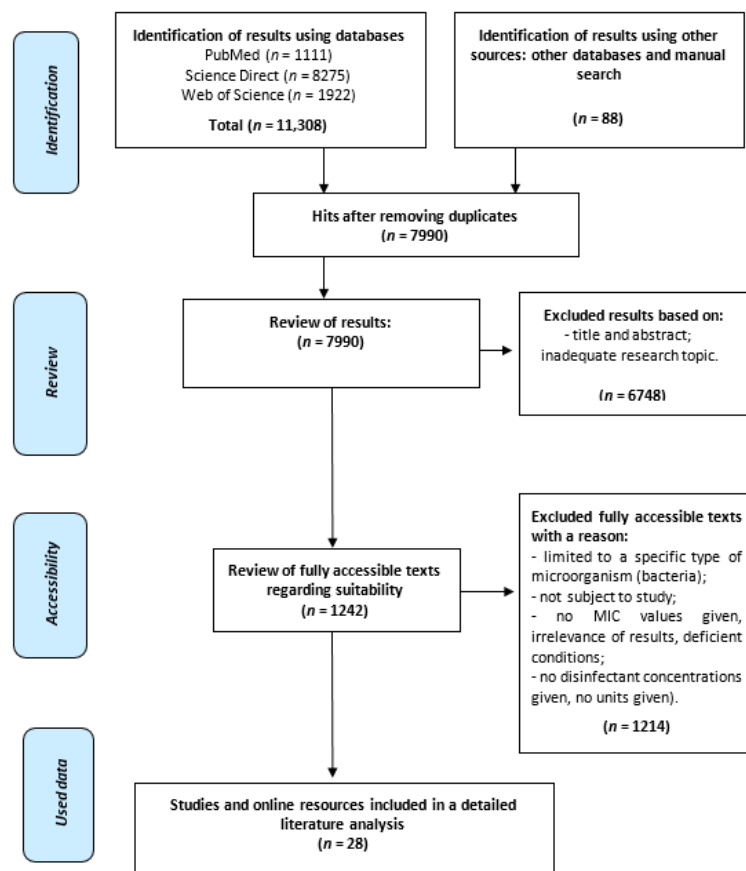 Identification
Identification of results using databases
PubMed (n = 1111)
Science Direct (n = 8275)
Web of Science (n = 1922)
Total (n = 11,308)
Identification of results using other
sources: other databases and manual
search
(n = 88)
Hits after removing duplicates
(n = 7990)
Review
Review of results:
(n = 7990)
Excluded results based on:
- title and abstract;
inadequate research topic.
(n = 6748)
Accessibility
Review of fully accessible texts
regarding suitability
(n = 1242)
Excluded fully accessible texts
with a reason:
- limited to a specific type of
microorganism (bacteria);
- not subject to study;
- no MIC values given,
irrelevance of results, deficient
conditions;
- no disinfectant concentrations
given, no units given).
(n = 1214)
Used data
Studies and online resources included in a detailed
literature analysis
(n = 28)